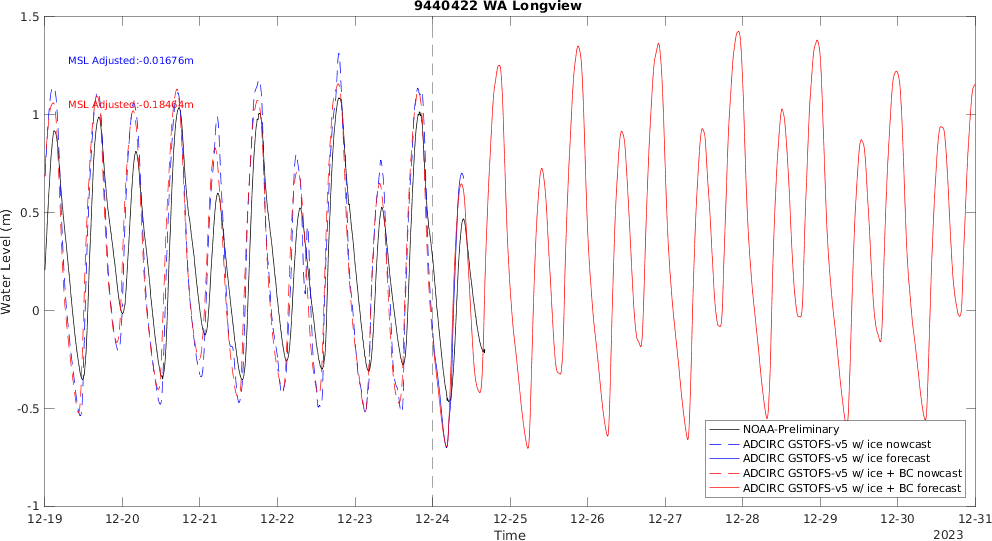 9440422 WA Longview
1.5
MSL Adjusted:-0.01676m
MSL Adjusted:-0.18464m
1
0.5
Water Level (m)
0
-0.5
NOAA-Preliminary
ADCIRC GSTOFS-v5 w/ ice nowcast
ADCIRC GSTOFS-v5 w/ ice forecast
ADCIRC GSTOFS-v5 w/ ice + BC nowcast
ADCIRC GSTOFS-v5 w/ ice + BC forecast
-1
12-19 12-20 12-21 12-22 12-23 12-24 12-25 12-26 12-27 12-28 12-29 12-30 12-31
Time
2023